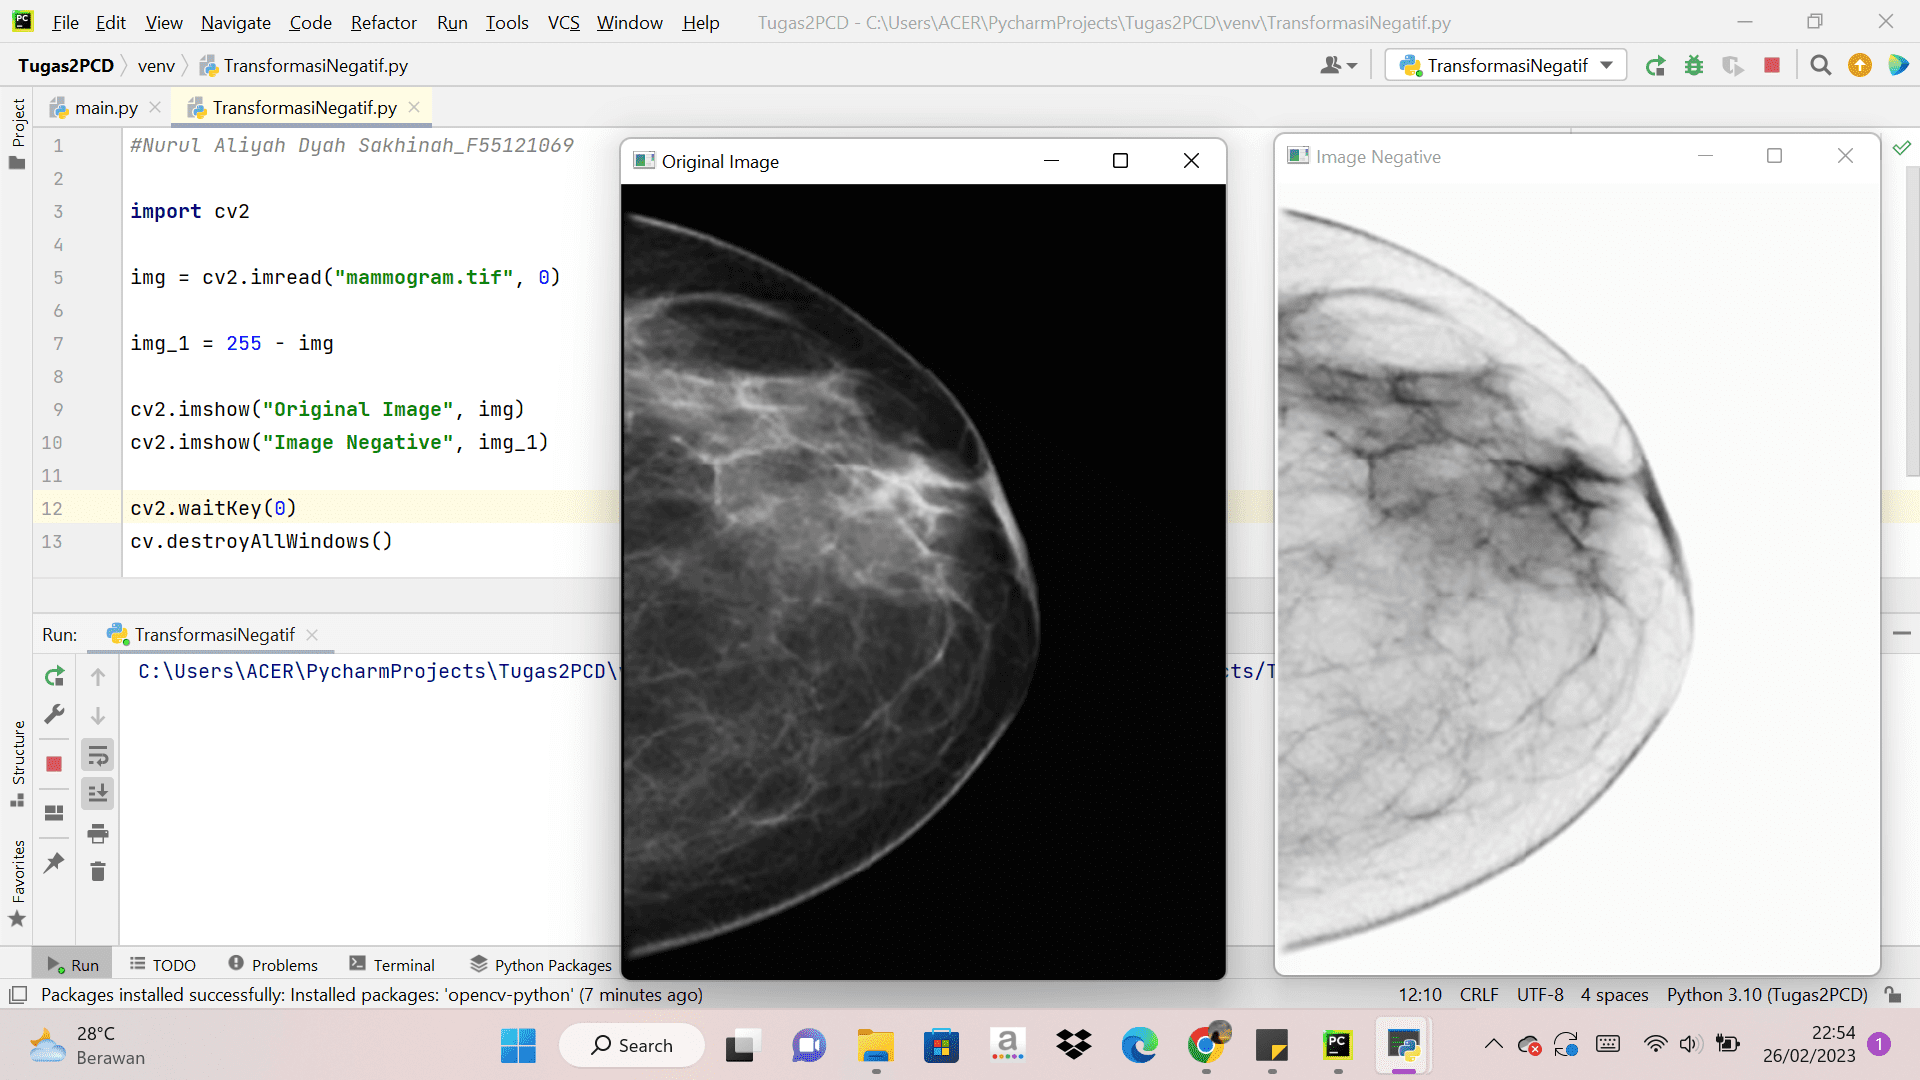 File Edit View Navigate Code Refactor Run Tools VCS Window Help Tugas2PCD - C:\Users\ACER\PycharmProjects\Tugas2PCD\venv\TransformasiNegatif.py
Tugas2PCD venv TransformasiNegatif.py TransformasiNegatif
main.py TransformasiNegatif.py
Project
1 #Nurul Aliyah Dyah Sakhinah_F55121069
2
3 import cv2
4
5 img = cv2.imread("mammogram.tif", 0)
6
7 img_1 = 255 - img
8
9 cv2.imshow("Original Image", img)
10 cv2.imshow("Image Negative", img_1)
11
12 cv2.waitKey(0)
13 cv.destroyAllWindows()
Original Image
Image Negative
Run: TransformasiNegatif
C:\Users\ACER\PycharmProjects\Tugas2PCD\ cts/T
Structure
Favorites
Run TODO Problems Terminal Python Packages
Packages installed successfully: Installed packages: 'opencv-python' (7 minutes ago) 12:10 CRLF UTF-8 4 spaces Python 3.10 (Tugas2PCD)
28°C
Berawan
Search
a
PC
22:54
26/02/2023
1